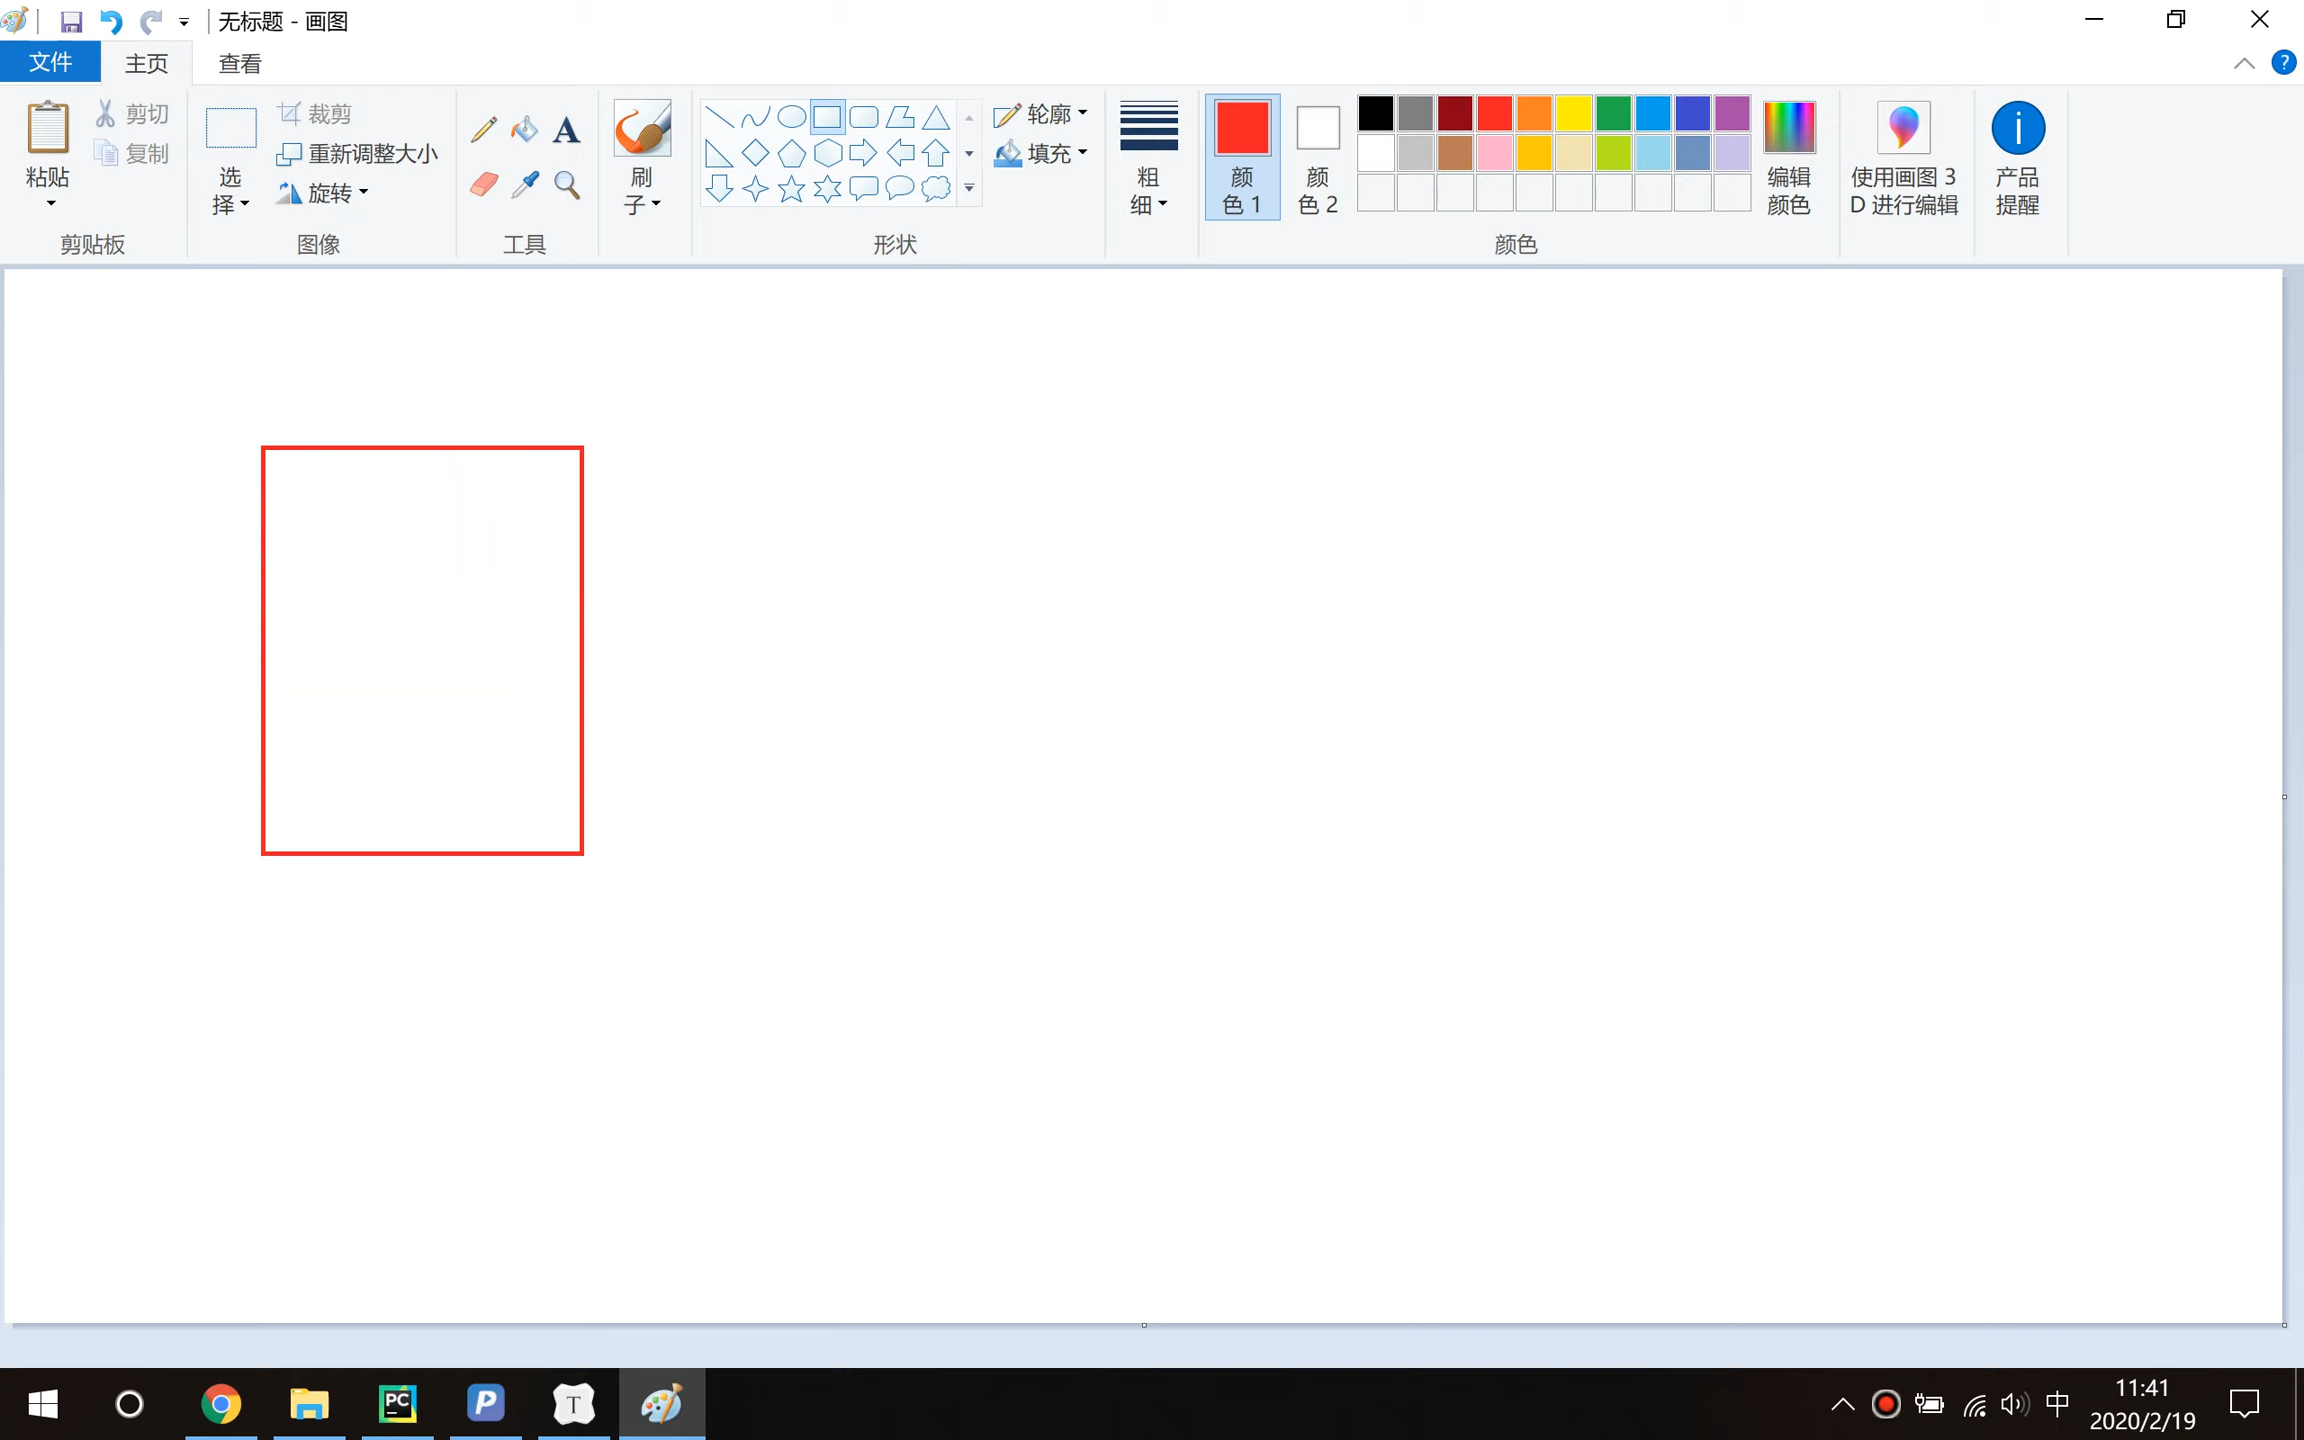 无标题 - 画图
文件 主页 查看
粘贴
剪切
复制
剪贴板
选
择
裁剪
重新调整大小
旋转
图像
A
工具
刷
子
形状
轮廓
填充
粗
细
颜
色 1
颜
色 2
颜色
编辑
颜色
使用画图 3
D 进行编辑
产品
提醒
?
i
PC
P
T
中
11:41
2020/2/19